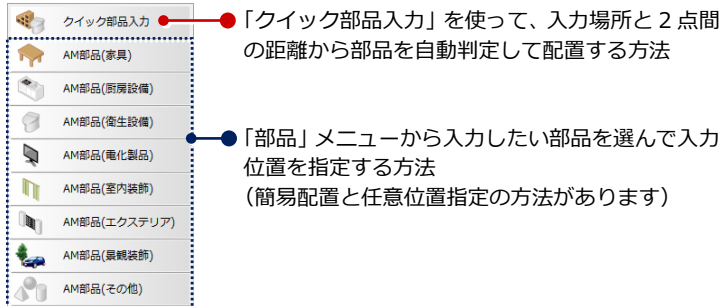 クイック部品入力
AM部品(家具)
AM部品(厨房設備)
AM部品(衛生設備)
AM部品(電化製品)
AM部品(室内装飾)
AM部品(エクステリア)
AM部品(景観装飾)
AM部品(その他)
「クイック部品入力」を使って、入力場所と2点間
の距離から部品を自動判定して配置する方法
「部品」メニューから入力したい部品を選んで入力
位置を指定する方法
（簡易配置と任意位置指定の方法があります）